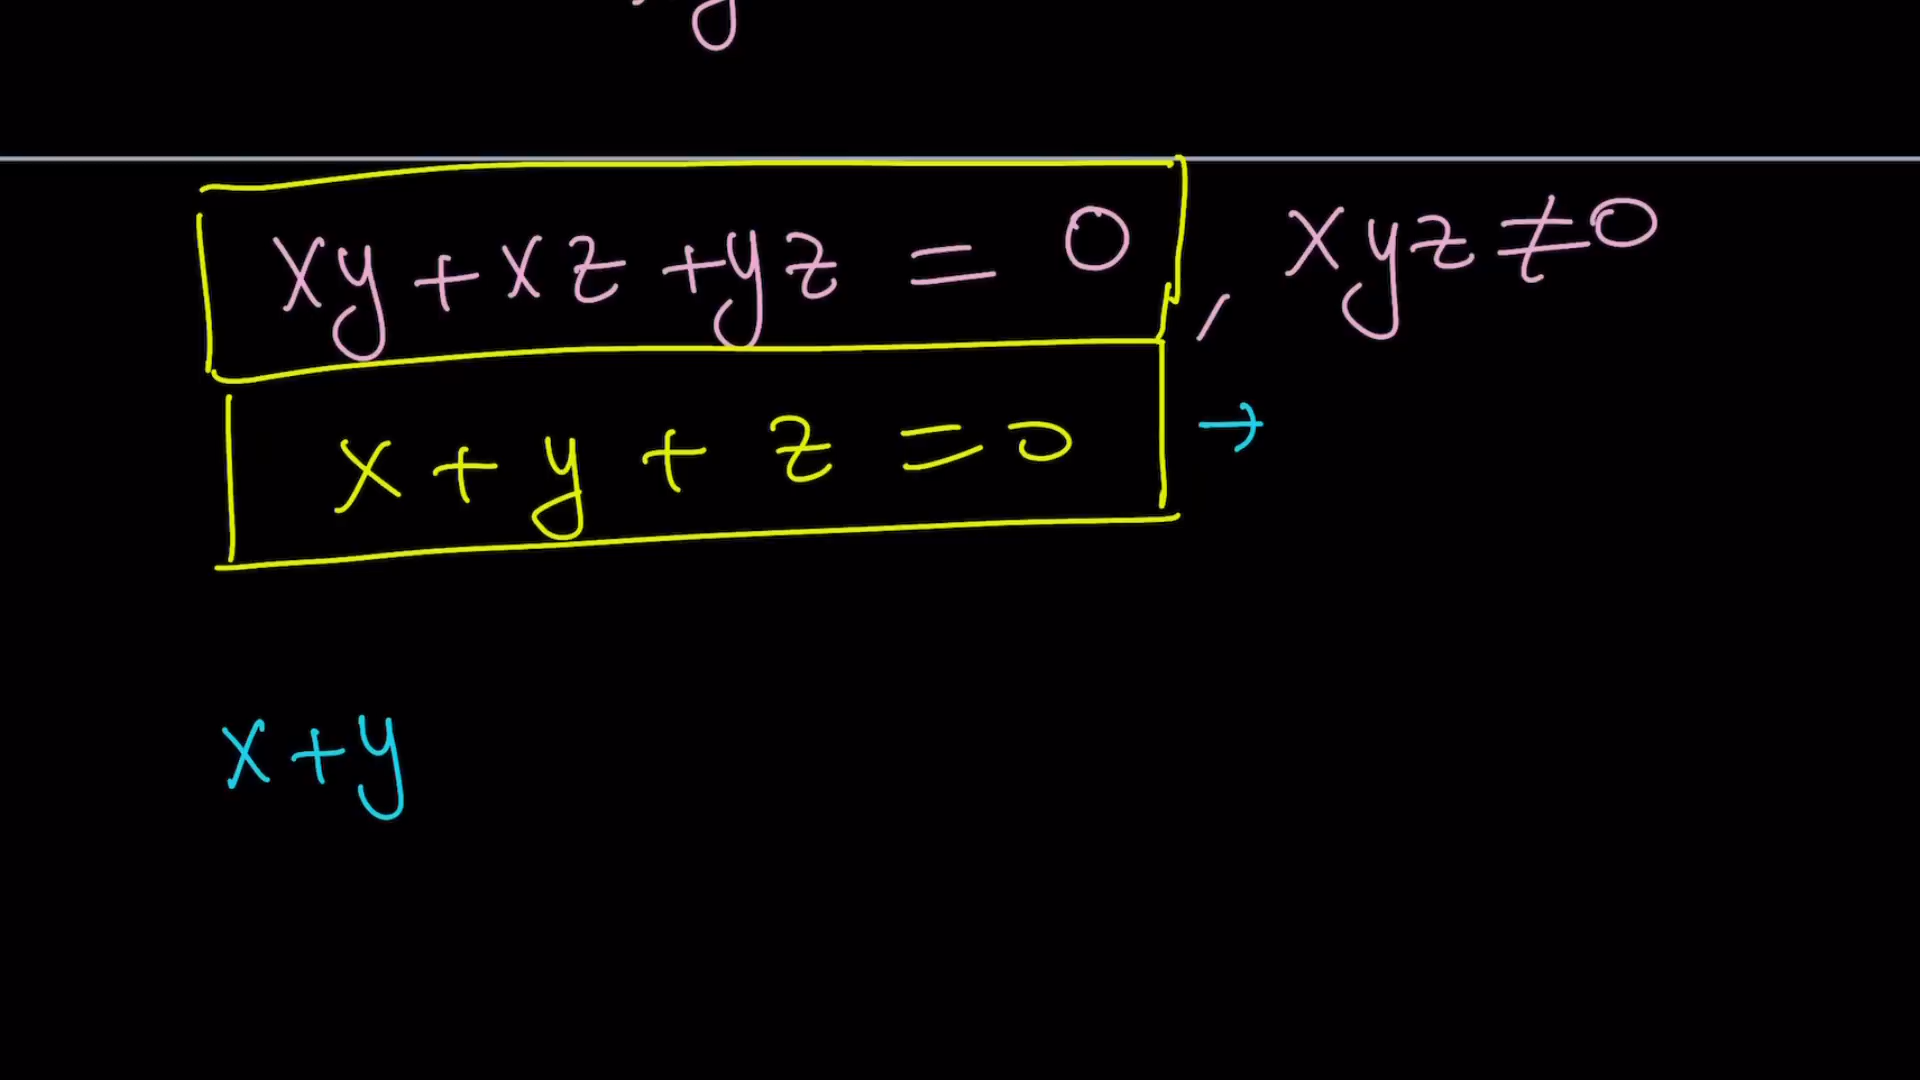 xy + xz + yz = 0 , xyz ≠ 0
x + y + z = 0 →
x + y